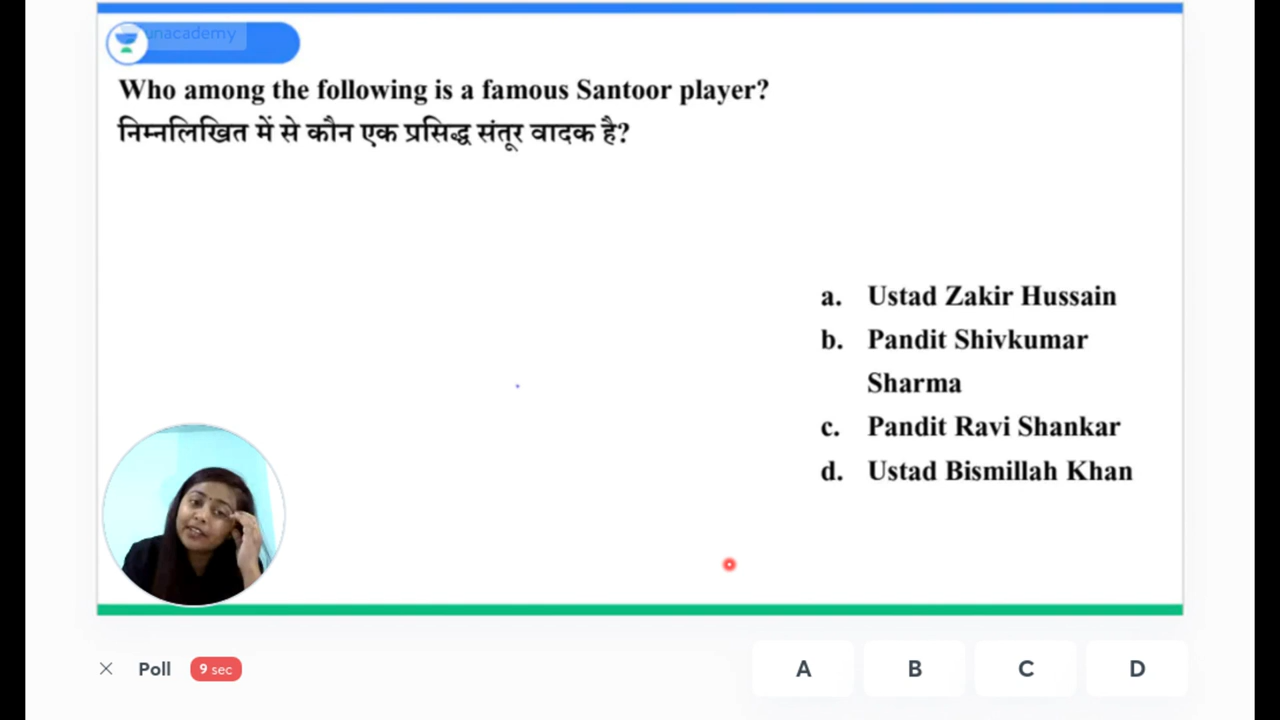 unacademy
Who among the following is a famous Santoor player?
निम्नलिखित में से कौन एक प्रसिद्ध संतूर वादक है?
a. Ustad Zakir Hussain
b. Pandit Shivkumar
Sharma
c. Pandit Ravi Shankar
d. Ustad Bismillah Khan
Poll 9 sec A B C D